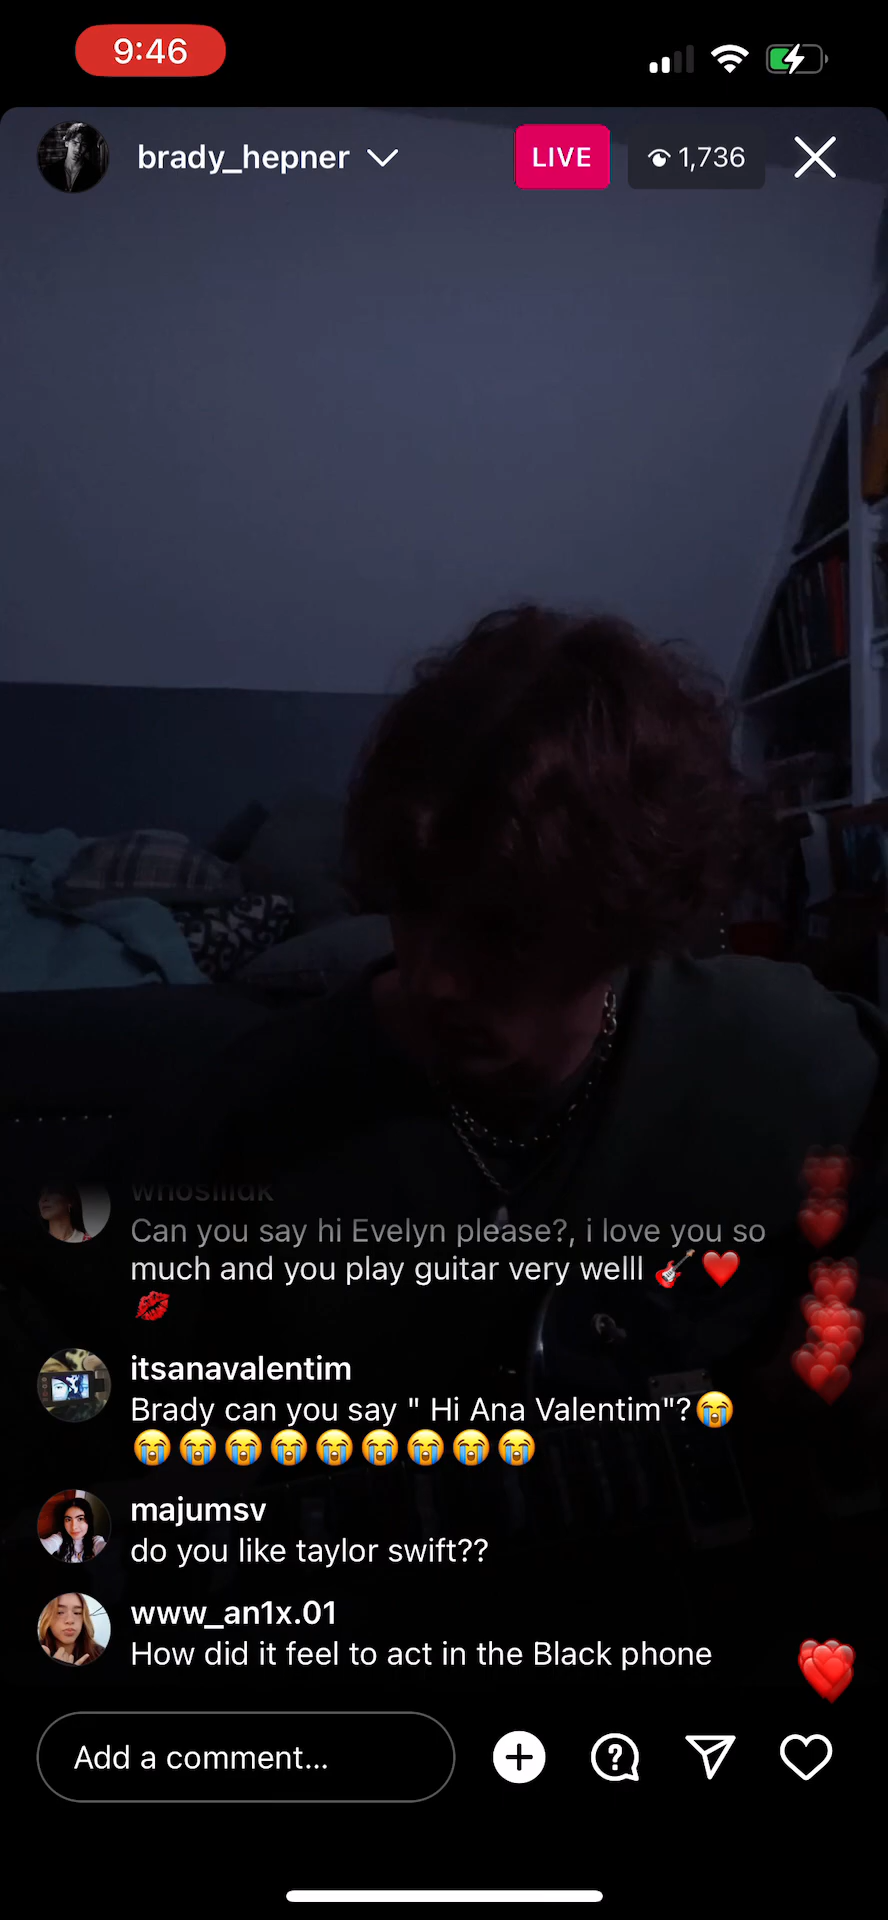 9:46
brady_hepner
LIVE
1,736
Can you say hi Evelyn please?, i love you so
much and you play guitar very welll 🎸❤️
💋
itsanavalentim
Brady can you say " Hi Ana Valentim"?😭
😭😭😭😭😭😭😭😭😭
majumsv
do you like taylor swift??
www_an1x.01
How did it feel to act in the Black phone
Add a comment...